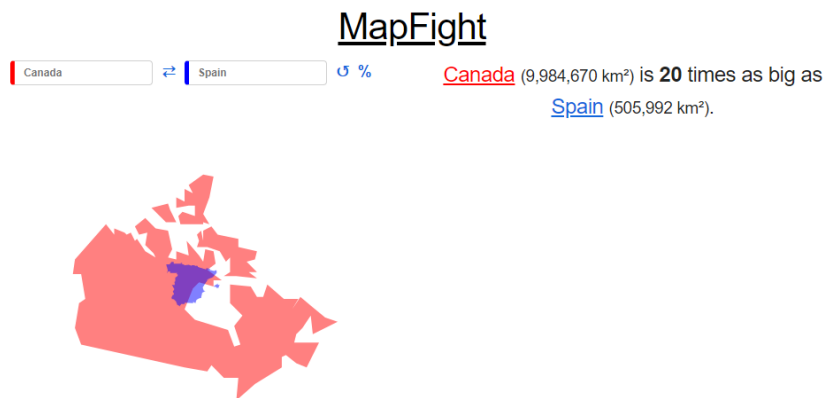 MapFight
Canada ⇄ Spain ↺ %
Canada (9,984,670 km²) is 20 times as big as
Spain (505,992 km²).